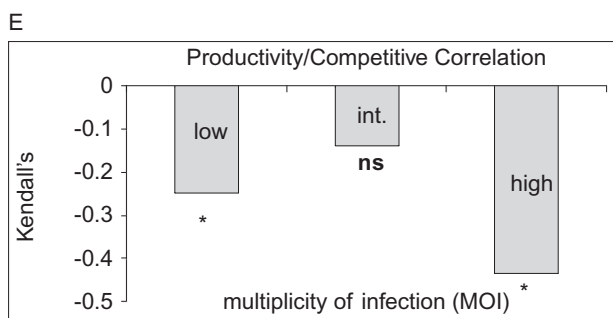 E
Productivity/Competitive Correlation
0
-0.1
-0.2
-0.3
-0.4
-0.5
Kendall's
low
int.
high
*
ns
*
multiplicity of infection (MOI)